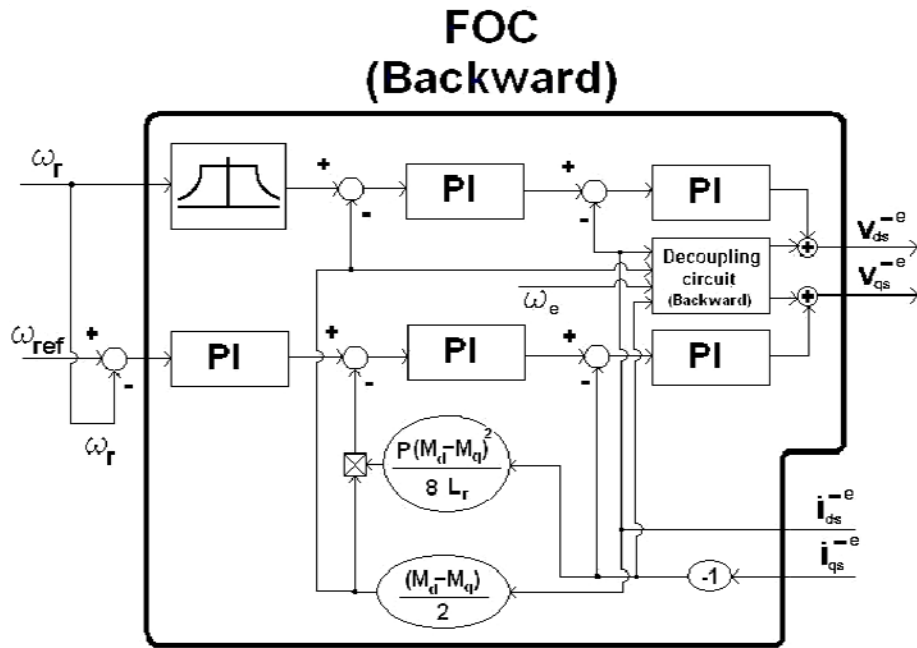 FOC
(Backward)
ω_r
+
-
PI
+
-
PI
+
v_ds^-e
Decoupling
circuit
(Backward)
ω_e
+
v_qs^-e
ω_ref
+
-
PI
+
-
PI
+
-
PI
ω_r
P(M_d-M_q)^2
8 L_r
i_ds^-e
i_qs^-e
-1
(M_d-M_q)
2